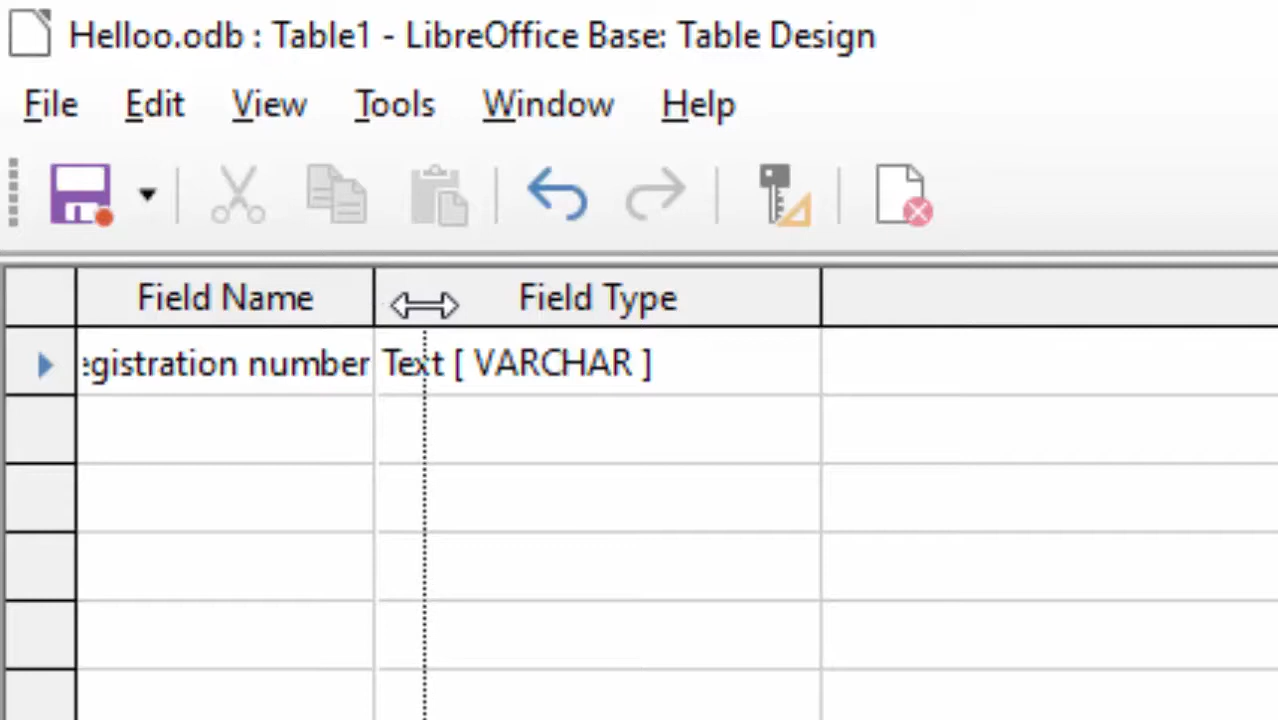 Helloo.odb : Table1 - LibreOffice Base: Table Design
File Edit View Tools Window Help
Field Name Field Type
egistration number Text [ VARCHAR ]